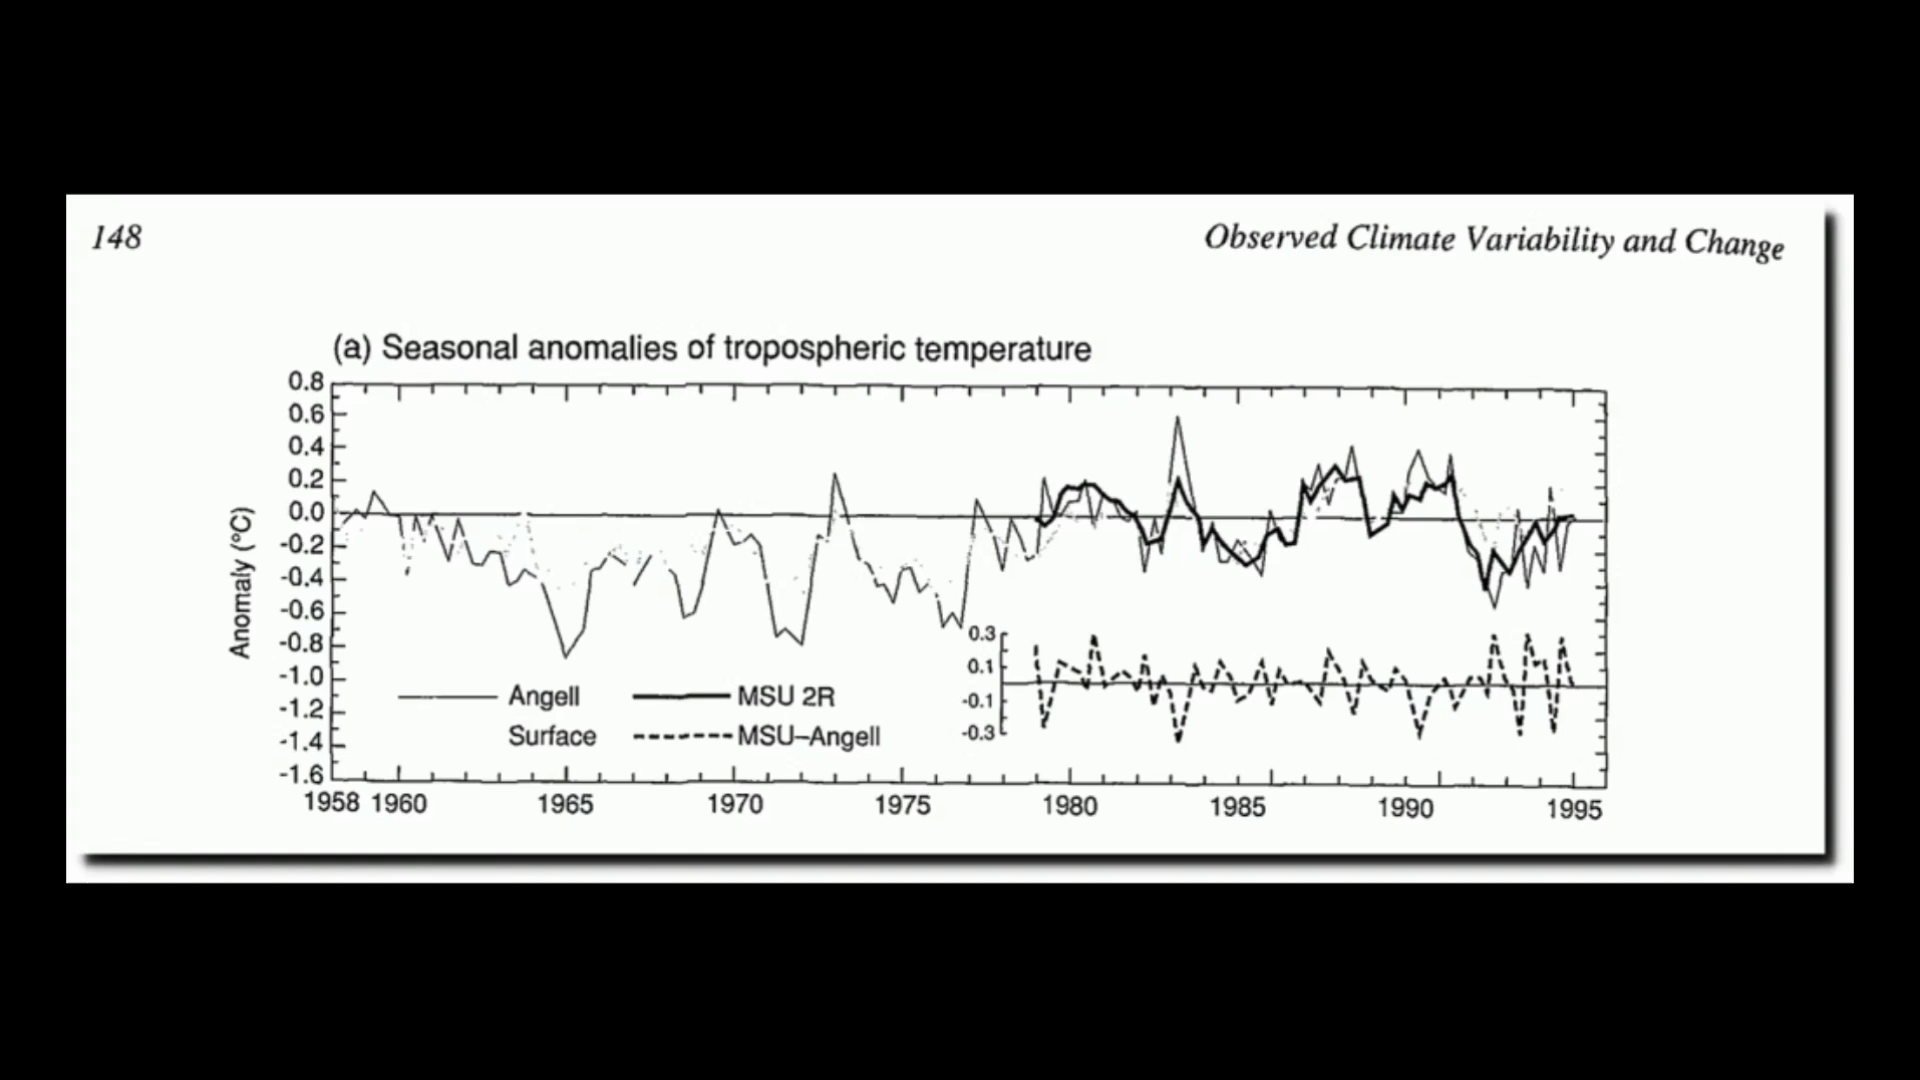 148
Observed Climate Variability and Change
(a) Seasonal anomalies of tropospheric temperature
0.8
0.6
0.4
0.2
0.0
-0.2
-0.4
-0.6
-0.8
-1.0
-1.2
-1.4
-1.6
Anomaly (°C)
0.3
0.1
-0.1
-0.3
Angell
MSU 2R
Surface
MSU–Angell
1958 1960 1965 1970 1975 1980 1985 1990 1995